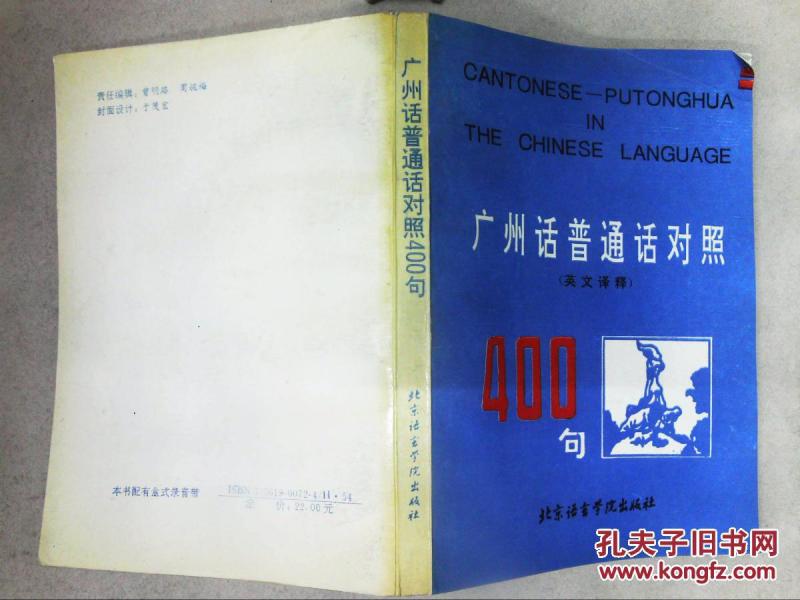 责任编辑:曾明路
封面设计:于
本书配有盒式录音带
定价:22.00元
广州话普通话对照400句
北京语言学院出版社
CANTONESE—PUTONGHUA
IN
THE CHINESE LANGUAGE
广州话普通话对照
(英文译释)
400
句
北京语言学院出版社
孔夫子旧书网
www.kongfz.com